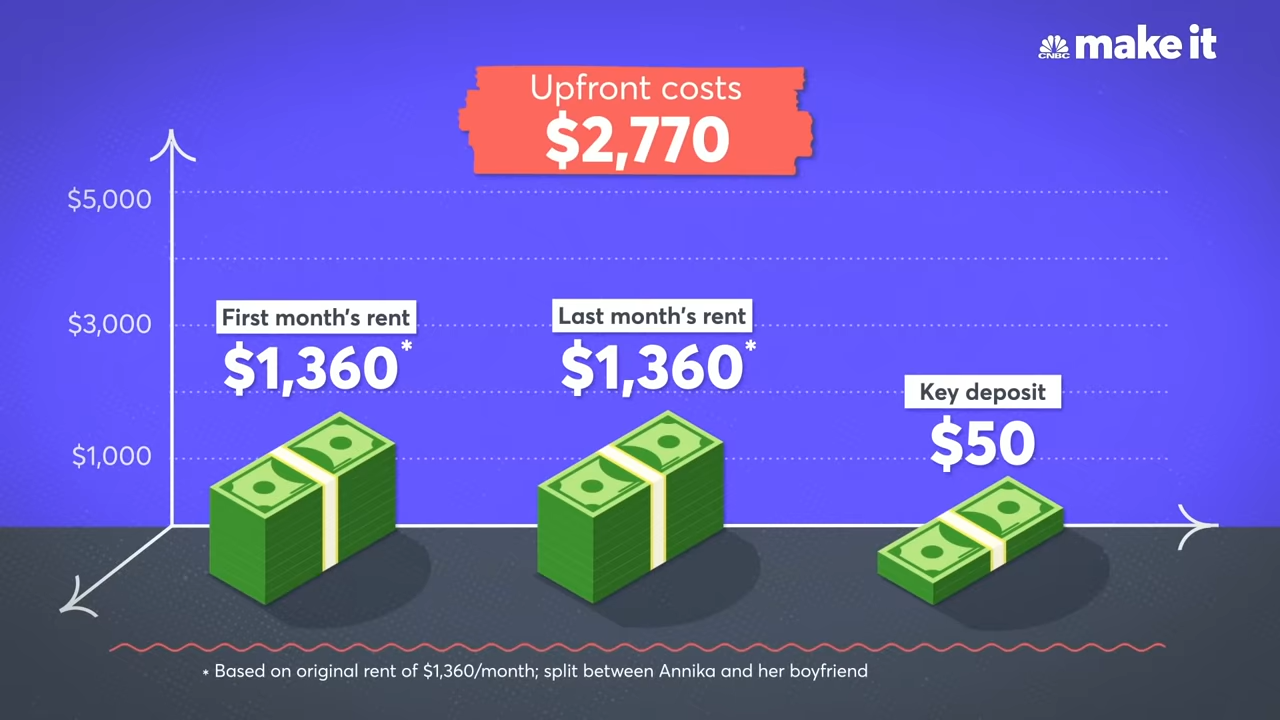 CNBC make it
Upfront costs
$2,770
$5,000
$3,000
$1,000
First month's rent
$1,360*
Last month's rent
$1,360*
Key deposit
$50
* Based on original rent of $1,360/month; split between Annika and her boyfriend